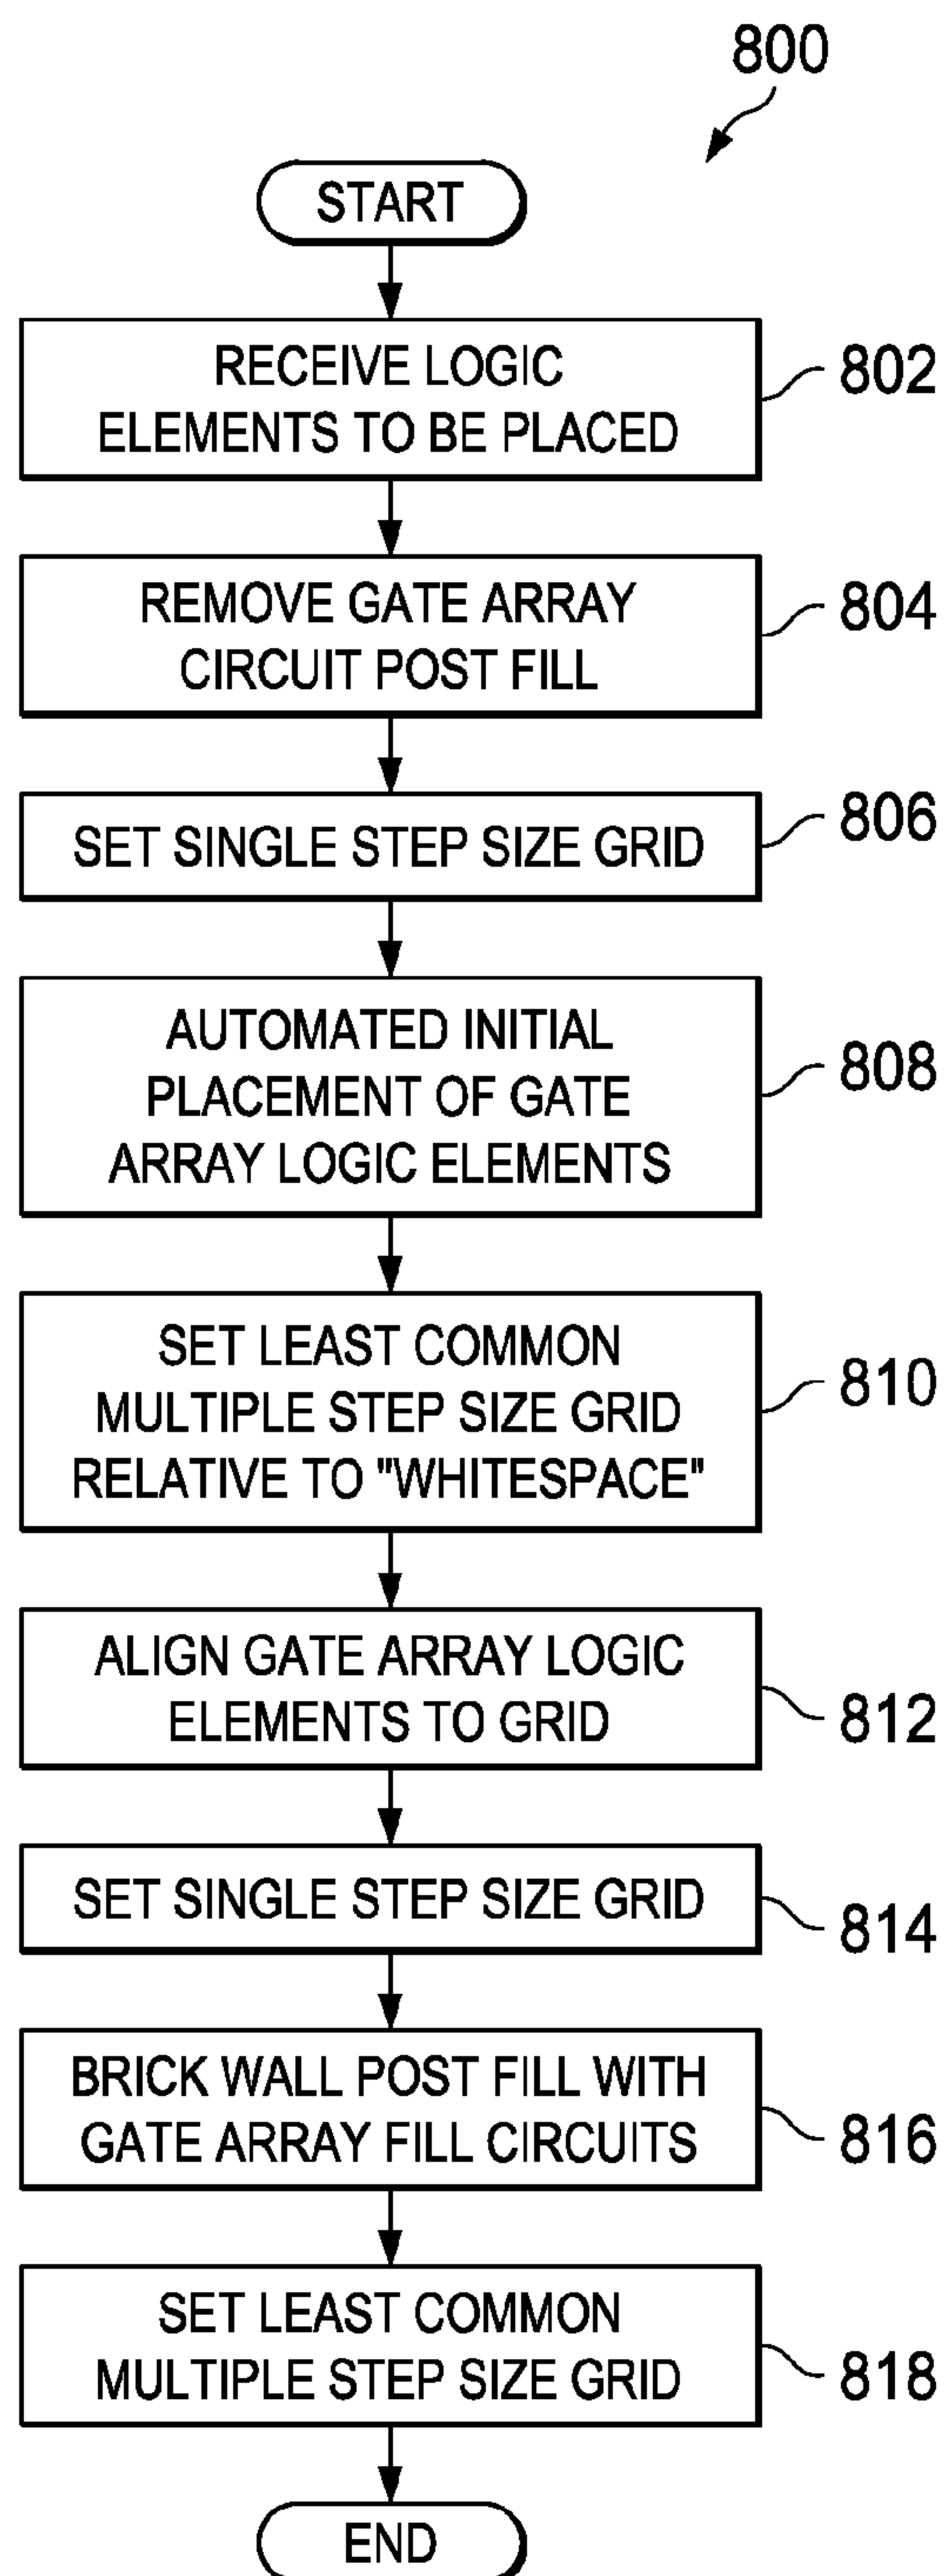 800
START
RECEIVE LOGIC
ELEMENTS TO BE PLACED
802
REMOVE GATE ARRAY
CIRCUIT POST FILL
804
SET SINGLE STEP SIZE GRID
806
AUTOMATED INITIAL
PLACEMENT OF GATE
ARRAY LOGIC ELEMENTS
808
SET LEAST COMMON
MULTIPLE STEP SIZE GRID
RELATIVE TO "WHITESPACE"
810
ALIGN GATE ARRAY LOGIC
ELEMENTS TO GRID
812
SET SINGLE STEP SIZE GRID
814
BRICK WALL POST FILL WITH
GATE ARRAY FILL CIRCUITS
816
SET LEAST COMMON
MULTIPLE STEP SIZE GRID
818
END